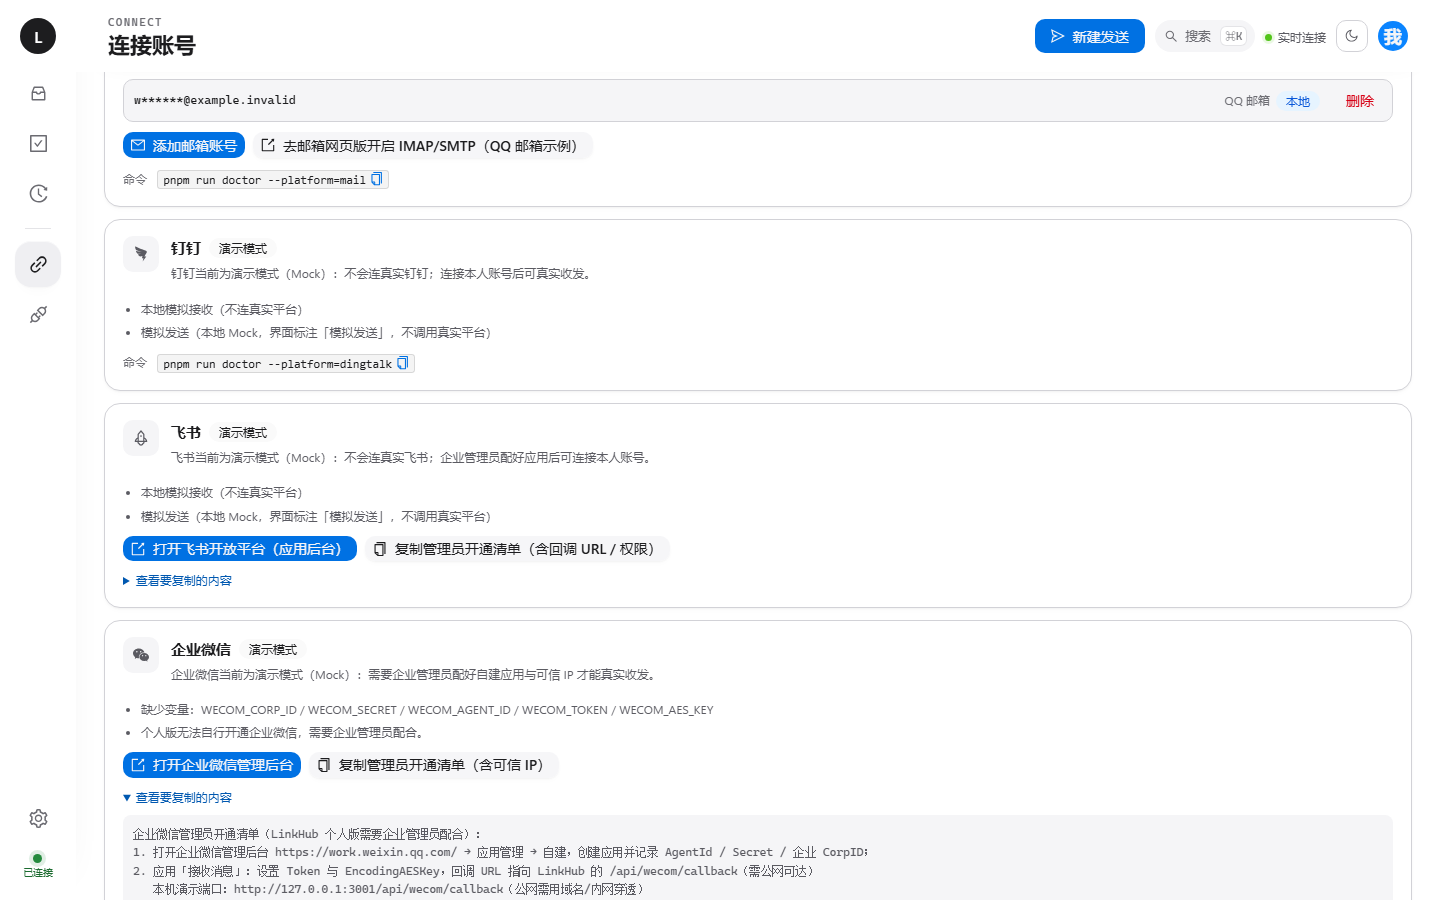 L
CONNECT
连接账号
新建发送
搜索 ⌘K
实时连接
我
w******@example.invalid
QQ 邮箱 本地 删除
添加邮箱账号
去邮箱网页版开启 IMAP/SMTP（QQ 邮箱示例）
命令 pnpm run doctor --platform=mail
钉钉 演示模式
钉钉当前为演示模式（Mock）：不会连真实钉钉；连接本人账号后可真实收发。
• 本地模拟接收（不连真实平台）
• 模拟发送（本地 Mock，界面标注「模拟发送」，不调用真实平台）
命令 pnpm run doctor --platform=dingtalk
飞书 演示模式
飞书当前为演示模式（Mock）：不会连真实飞书；企业管理员配好应用后可连接本人账号。
• 本地模拟接收（不连真实平台）
• 模拟发送（本地 Mock，界面标注「模拟发送」，不调用真实平台）
打开飞书开放平台（应用后台）
复制管理员开通清单（含回调 URL / 权限）
查看要复制的内容
企业微信 演示模式
企业微信当前为演示模式（Mock）：需要企业管理员配好自建应用与可信 IP 才能真实收发。
• 缺少变量：WECOM_CORP_ID / WECOM_SECRET / WECOM_AGENT_ID / WECOM_TOKEN / WECOM_AES_KEY
• 个人版无法自行开通企业微信，需要企业管理员配合。
打开企业微信管理后台
复制管理员开通清单（含可信 IP）
查看要复制的内容
企业微信管理员开通清单（LinkHub 个人版需要企业管理员配合）：
1. 打开企业微信管理后台 https://work.weixin.qq.com/ → 应用管理 → 自建，创建应用并记录 AgentId / Secret / 企业 CorpID；
2. 应用「接收消息」：设置 Token 与 EncodingAESKey，回调 URL 指向 LinkHub 的 /api/wecom/callback（需公网可达）
本机演示端口：http://127.0.0.1:3001/api/wecom/callback（公网需用域名/内网穿透）
已连接